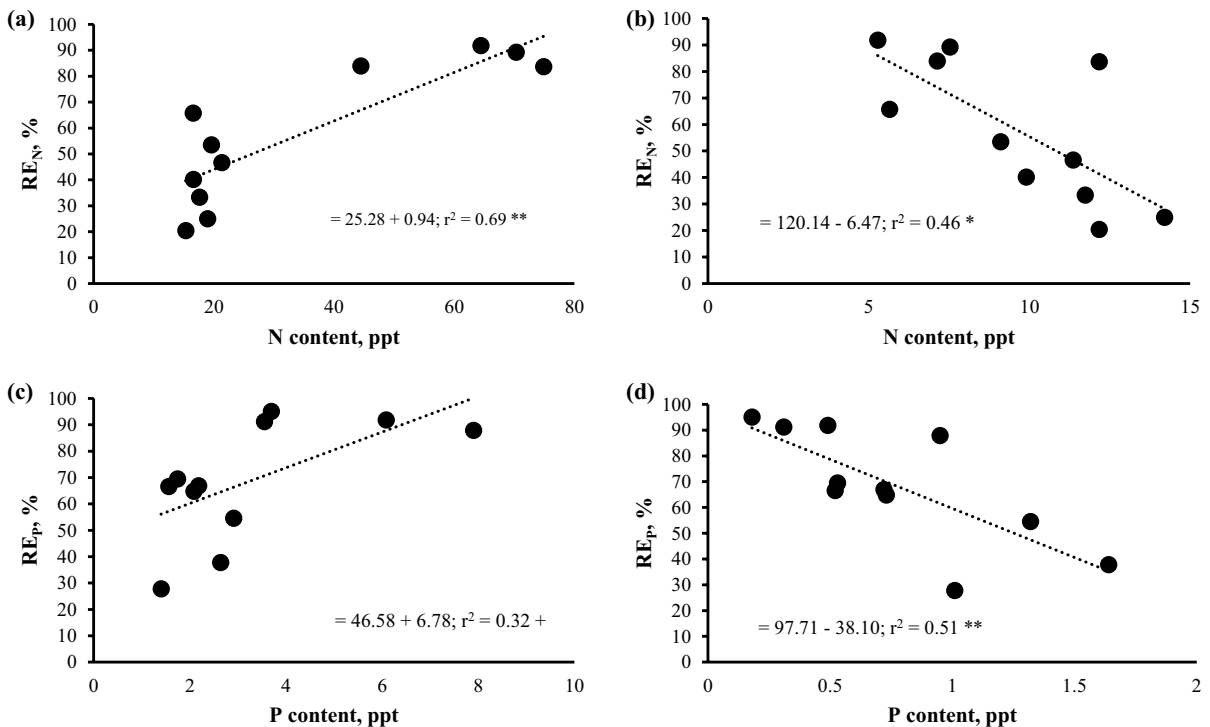 (a)
100
90
80
70
60
50
40
30
20
10
0
RE_N, %
= 25.28 + 0.94; r² = 0.69 **
0 20 40 60 80
N content, ppt
(b)
100
90
80
70
60
50
40
30
20
10
0
RE_N, %
= 120.14 - 6.47; r² = 0.46 *
0 5 10 15
N content, ppt
(c)
100
90
80
70
60
50
40
30
20
10
0
RE_P, %
= 46.58 + 6.78; r² = 0.32 +
0 2 4 6 8 10
P content, ppt
(d)
100
90
80
70
60
50
40
30
20
10
0
RE_P, %
= 97.71 - 38.10; r² = 0.51 **
0 0.5 1 1.5 2
P content, ppt